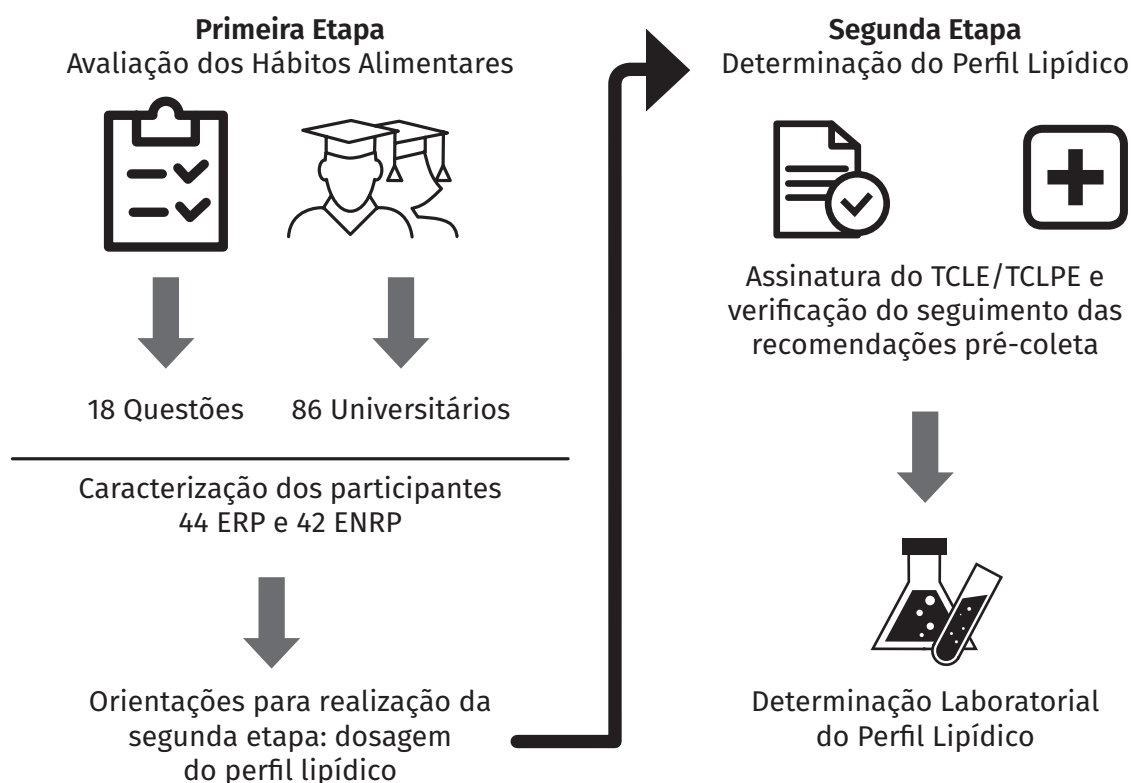 Primeira Etapa
Avaliação dos Hábitos Alimentares
18 Questões
86 Universitários
Caracterização dos participantes
44 ERP e 42 ENRP
Orientações para realização da
segunda etapa: dosagem
do perfil lipídico
Segunda Etapa
Determinação do Perfil Lipídico
Assinatura do TCLE/TCLPE e
verificação do seguimento das
recomendações pré-coleta
Determinação Laboratorial
do Perfil Lipídico